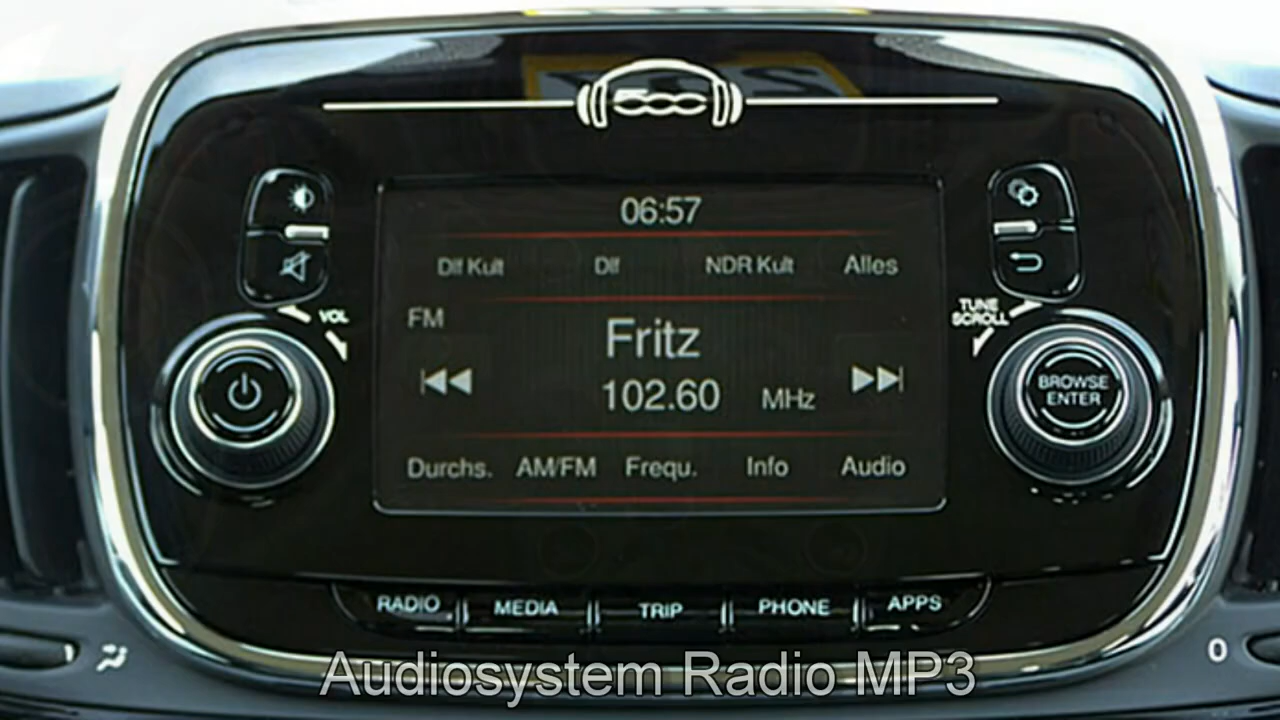 500
06:57
Dlf Kult Dlf NDR Kult Alles
VOL
TUNE
SCROLL
FM
Fritz
102.60 MHz
BROWSE
ENTER
Durchs. AM/FM Frequ. Info Audio
RADIO MEDIA TRIP PHONE APPS
0
Audiosystem Radio MP3